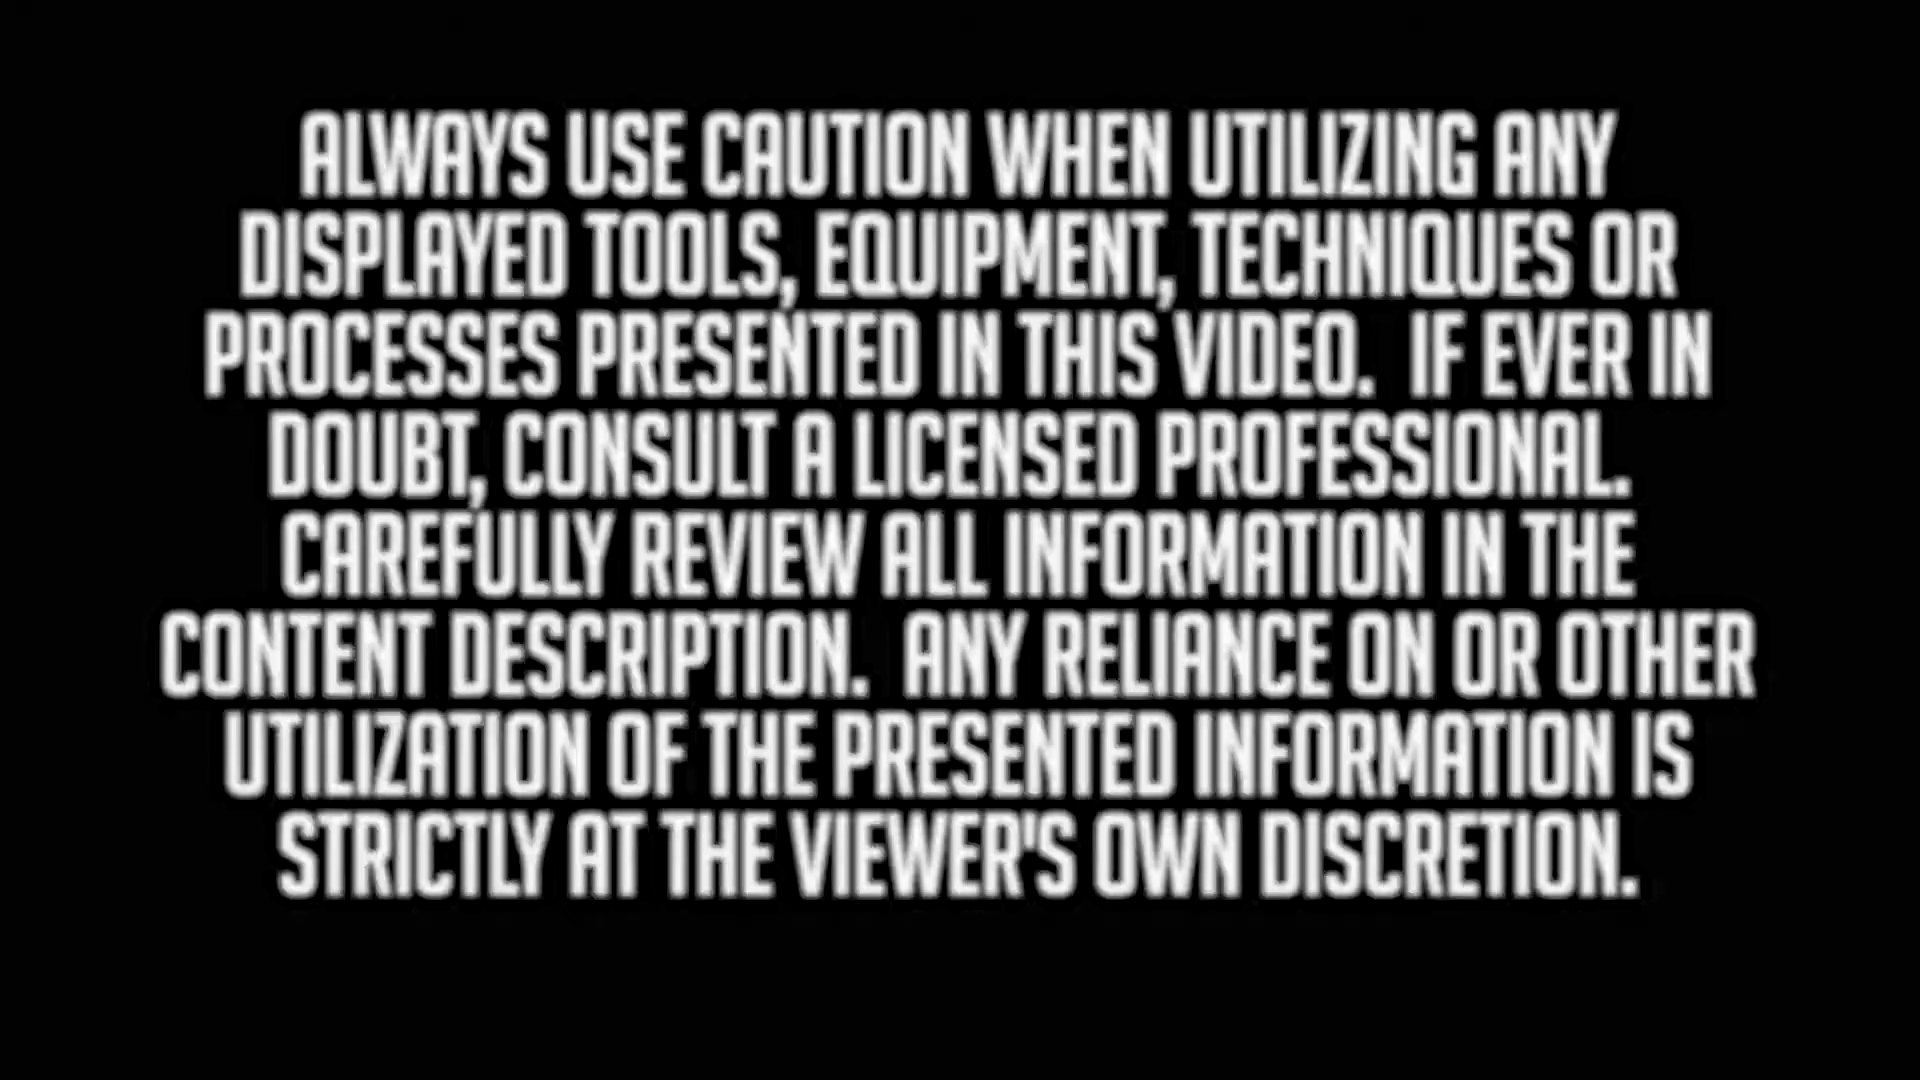 ALWAYS USE CAUTION WHEN UTILIZING ANY
DISPLAYED TOOLS, EQUIPMENT, TECHNIQUES OR
PROCESSES PRESENTED IN THIS VIDEO.  IF EVER IN
DOUBT, CONSULT A LICENSED PROFESSIONAL.
CAREFULLY REVIEW ALL INFORMATION IN THE
CONTENT DESCRIPTION.  ANY RELIANCE ON OR OTHER
UTILIZATION OF THE PRESENTED INFORMATION IS
STRICTLY AT THE VIEWER'S OWN DISCRETION.